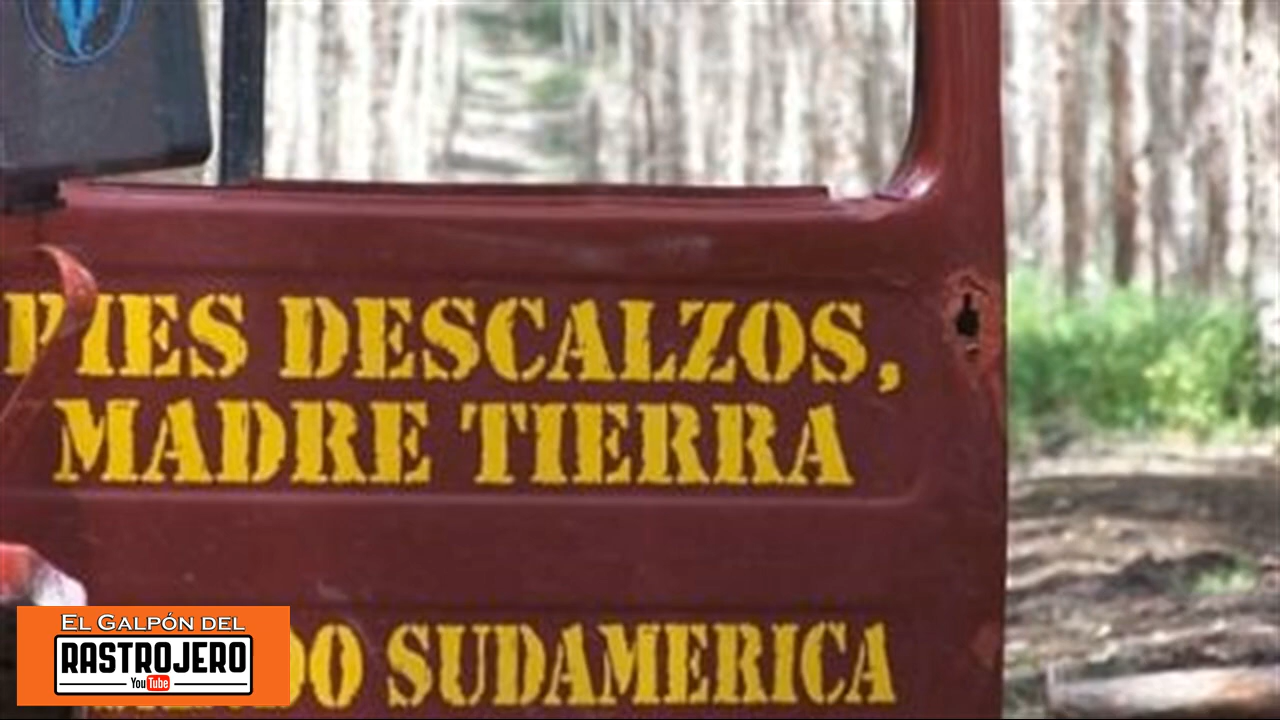 PIES DESCALZOS,
MADRE TIERRA
SUDAMERICA
EL GALPÓN DEL
RASTROJERO
YouTube